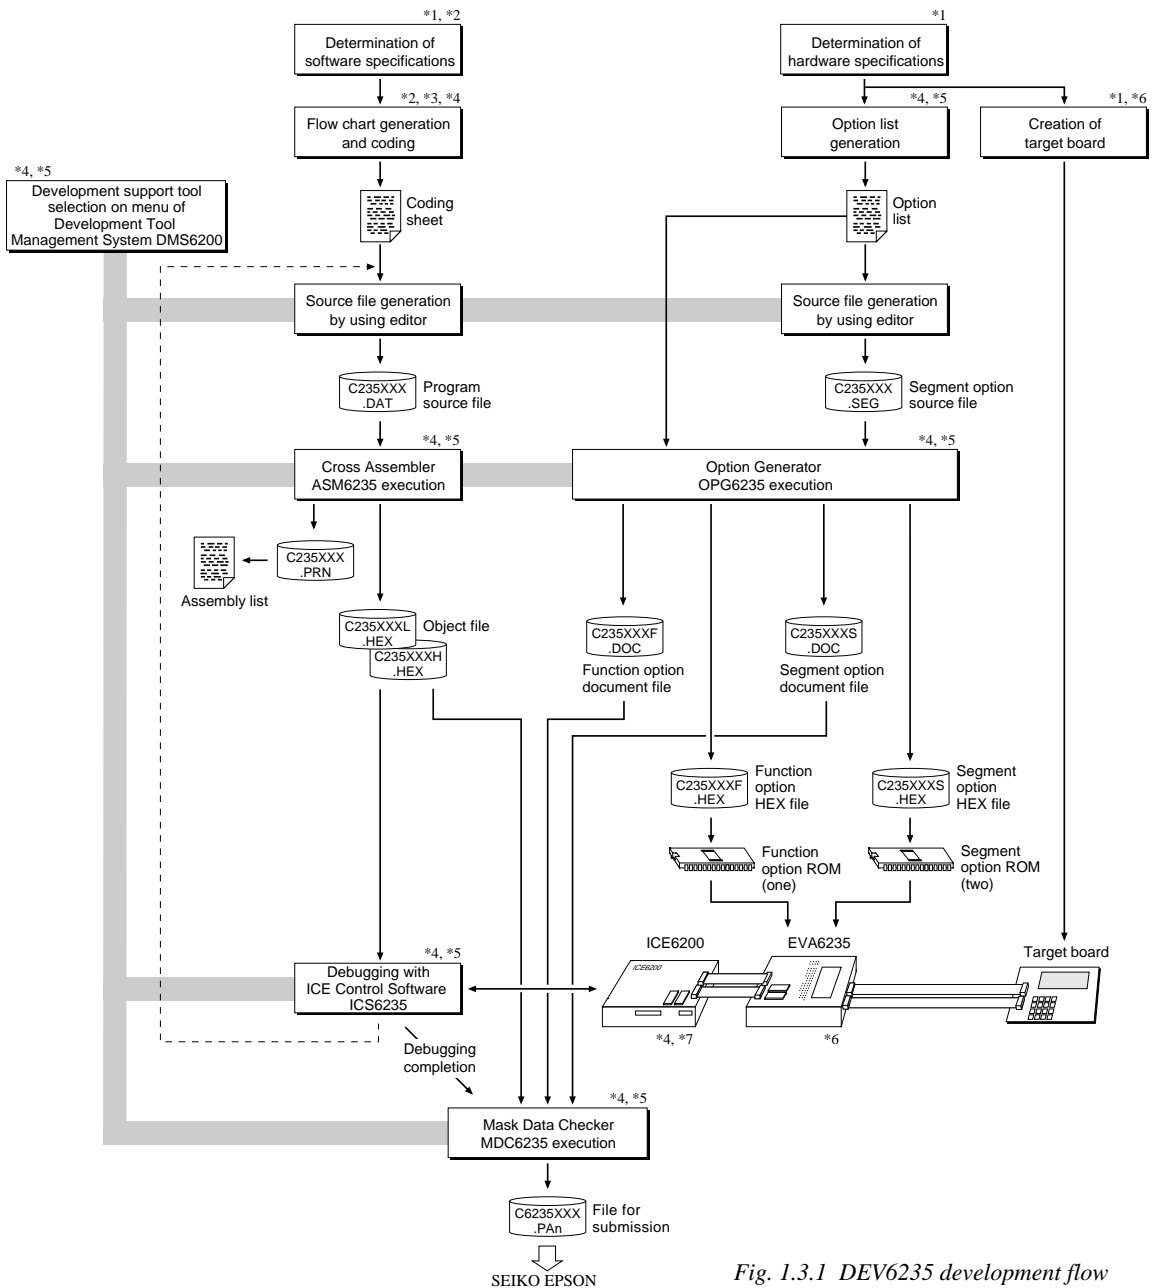 *1, *2
Determination of
software specifications
*1
Determination of
hardware specifications
*2, *3, *4
Flow chart generation
and coding
*4, *5
Option list
generation
*1, *6
Creation of
target board
*4, *5
Development support tool
selection on menu of
Development Tool
Management System DMS6200
Coding
sheet
Option
list
Source file generation
by using editor
Source file generation
by using editor
C235XXX
.DAT
Program
source file
C235XXX
.SEG
Segment option
source file
*4, *5
Cross Assembler
ASM6235 execution
*4, *5
Option Generator
OPG6235 execution
C235XXX
.PRN
Assembly list
C235XXXL
.HEX
Object file
C235XXXH
.HEX
C235XXXF
.DOC
Function option
document file
C235XXXS
.DOC
Segment option
document file
C235XXXF
.HEX
Function
option
HEX file
C235XXXS
.HEX
Segment
option
HEX file
Function
option ROM
(one)
Segment
option ROM
(two)
*4, *5
Debugging with
ICE Control Software
ICS6235
ICE6200
ICE6200
*4, *7
EVA6235
*6
Target board
Debugging
completion
*4, *5
Mask Data Checker
MDC6235 execution
C6235XXX
.PAn
File for
submission
SEIKO EPSON
Fig. 1.3.1 DEV6235 development flow